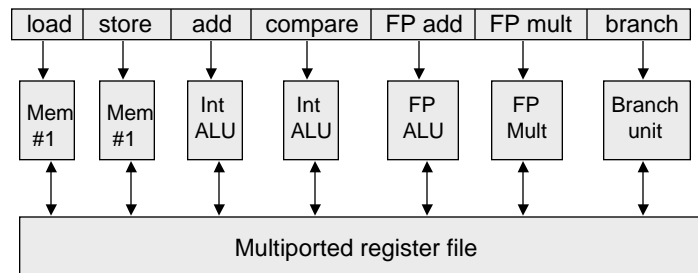 load store add compare FP add FP mult branch
Mem Mem Int Int FP FP Branch
#1 #1 ALU ALU ALU Mult unit
Multiported register file